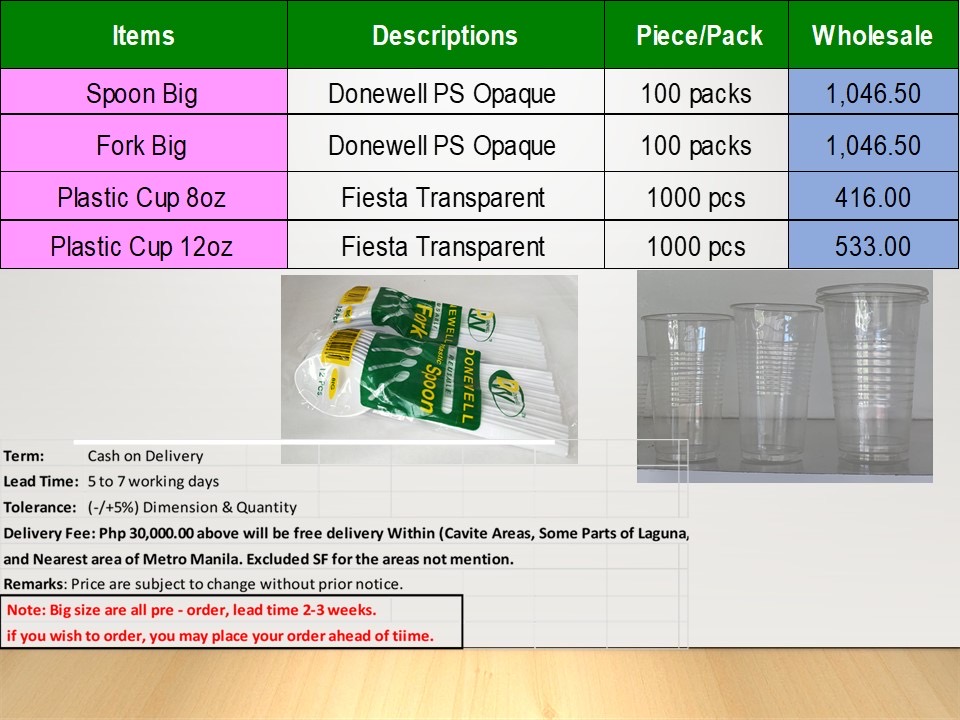 Items Descriptions Piece/Pack Wholesale
Spoon Big Donewell PS Opaque 100 packs 1,046.50
Fork Big Donewell PS Opaque 100 packs 1,046.50
Plastic Cup 8oz Fiesta Transparent 1000 pcs 416.00
Plastic Cup 12oz Fiesta Transparent 1000 pcs 533.00
Fork
12 PCS
DONEWELL
Plastic Spoon
REUSABLE
Term: Cash on Delivery
Lead Time: 5 to 7 working days
Tolerance: (-/+5%) Dimension & Quantity
Delivery Fee: Php 30,000.00 above will be free delivery Within (Cavite Areas, Some Parts of Laguna,
and Nearest area of Metro Manila. Excluded SF for the areas not mention.
Remarks: Price are subject to change without prior notice.
Note: Big size are all pre - order, lead time 2-3 weeks.
if you wish to order, you may place your order ahead of tiime.